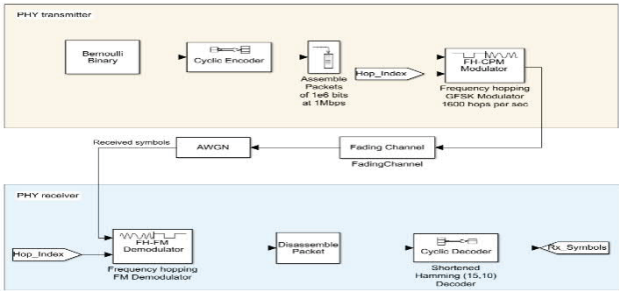 PHY transmitter
Bernoulli
Binary
Cyclic Encoder
Assemble
Packets
of 1e6 bits
at 1Mbps
Hop_Index
FH-CPM
Modulator
Frequency hopping
GFSK Modulator
1600 hops per sec
Received symbols
AWGN
Fading Channel
FadingChannel
PHY receiver
Hop_Index
FH-FM
Demodulator
Frequency hopping
FM Demodulator
Disassemble
Packet
Cyclic Decoder
Shortened
Hamming (15,10)
Decoder
Rx_Symbols